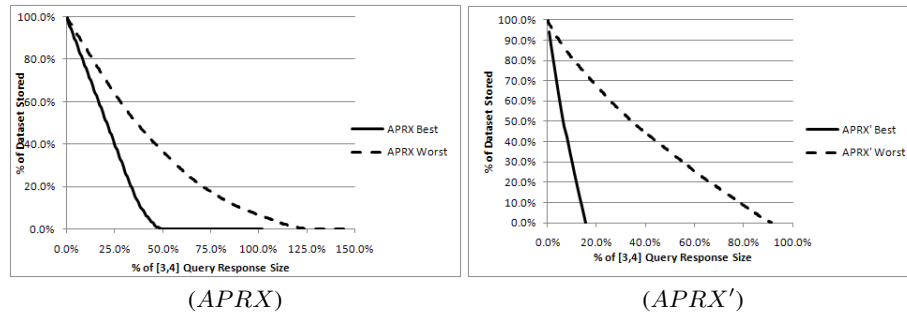 % of Dataset Stored
100.0%
80.0%
60.0%
40.0%
20.0%
0.0%
0.0% 25.0% 50.0% 75.0% 100.0% 125.0% 150.0%
% of [3,4] Query Response Size
APRX Best
APRX Worst
(APRX)
% of Dataset Stored
100.0%
90.0%
80.0%
70.0%
60.0%
50.0%
40.0%
30.0%
20.0%
10.0%
0.0%
0.0% 20.0% 40.0% 60.0% 80.0% 100.0%
% of [3,4] Query Response Size
APRX' Best
APRX' Worst
(APRX′)